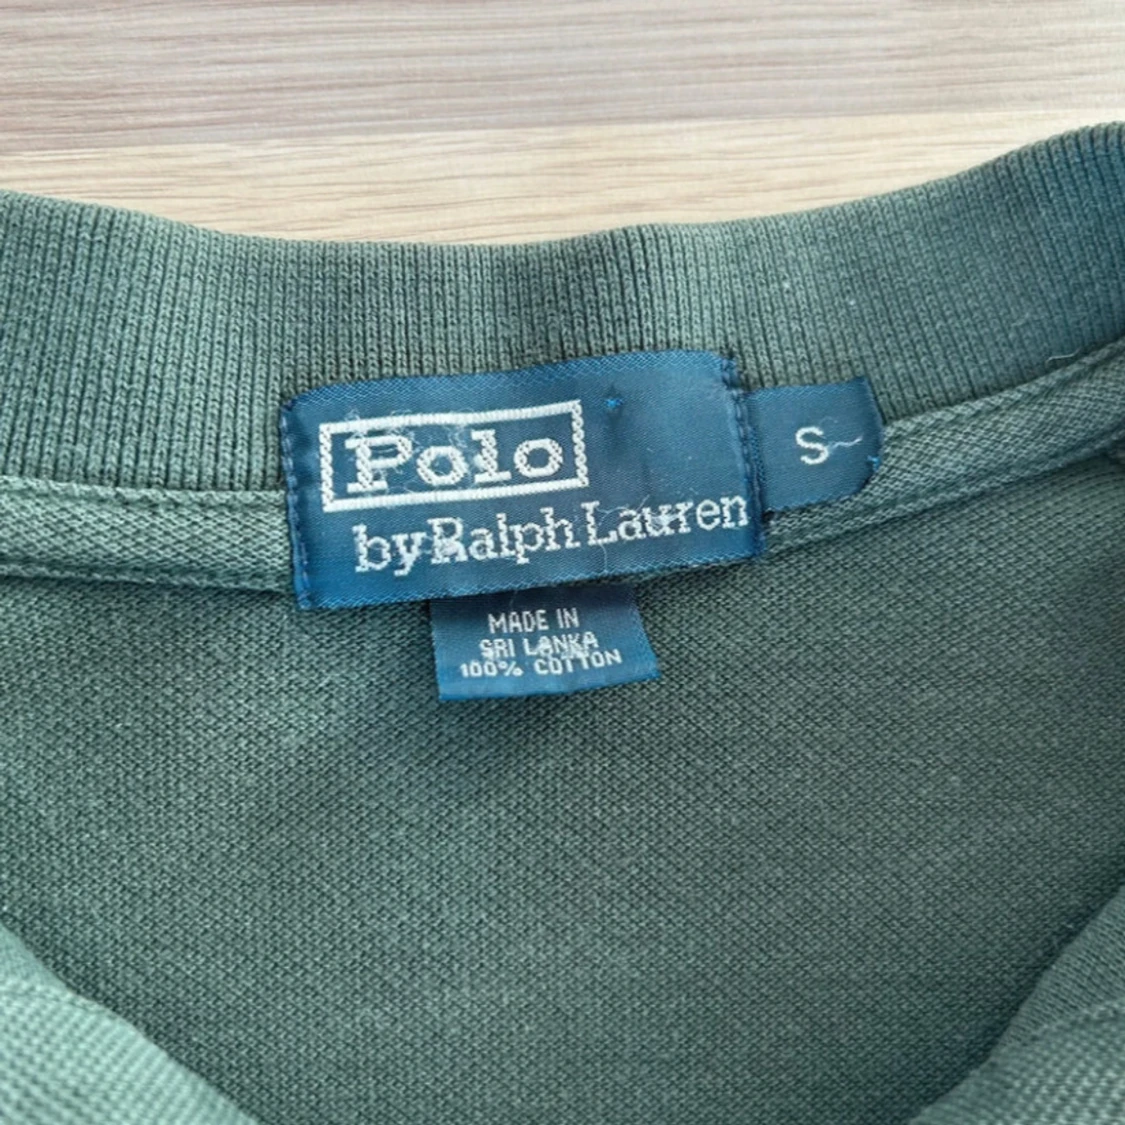 Polo
by Ralph Lauren
S
MADE IN
SRI LANKA
100% COTTON